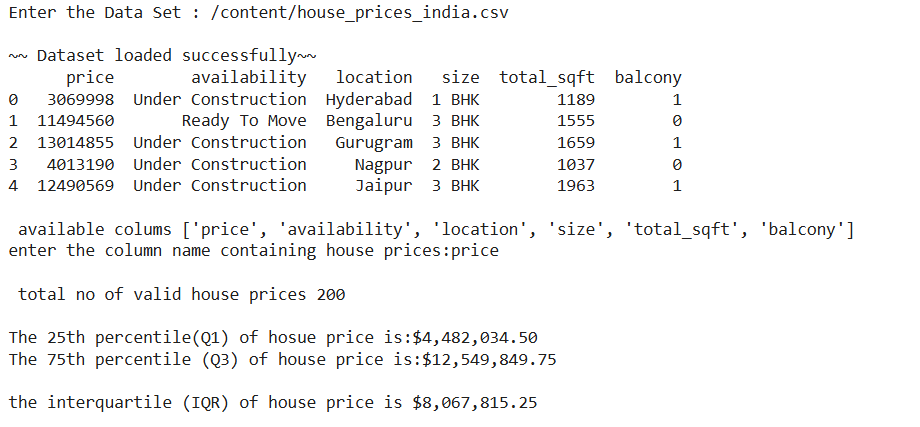 Enter the Data Set : /content/house_prices_india.csv
~~ Dataset loaded successfully~~
price availability location size total_sqft balcony
0 3069998 Under Construction Hyderabad 1 BHK 1189 1
1 11494560 Ready To Move Bengaluru 3 BHK 1555 0
2 13014855 Under Construction Gurugram 3 BHK 1659 1
3 4013190 Under Construction Nagpur 2 BHK 1037 0
4 12490569 Under Construction Jaipur 3 BHK 1963 1
available colums ['price', 'availability', 'location', 'size', 'total_sqft', 'balcony']
enter the column name containing house prices:price
total no of valid house prices 200
The 25th percentile(Q1) of hosue price is:$4,482,034.50
The 75th percentile (Q3) of house price is:$12,549,849.75
the interquartile (IQR) of house price is $8,067,815.25